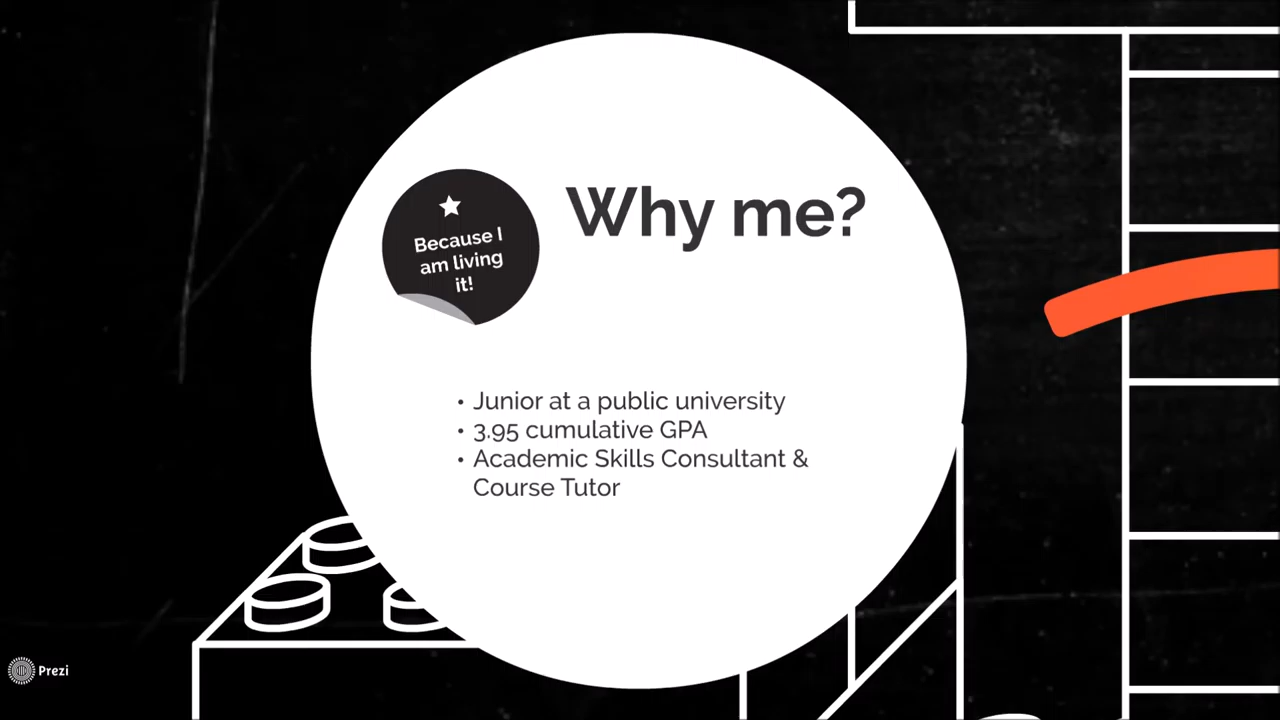 Why me?
Because I
am living
it!
• Junior at a public university
• 3.95 cumulative GPA
• Academic Skills Consultant &
Course Tutor
Prezi